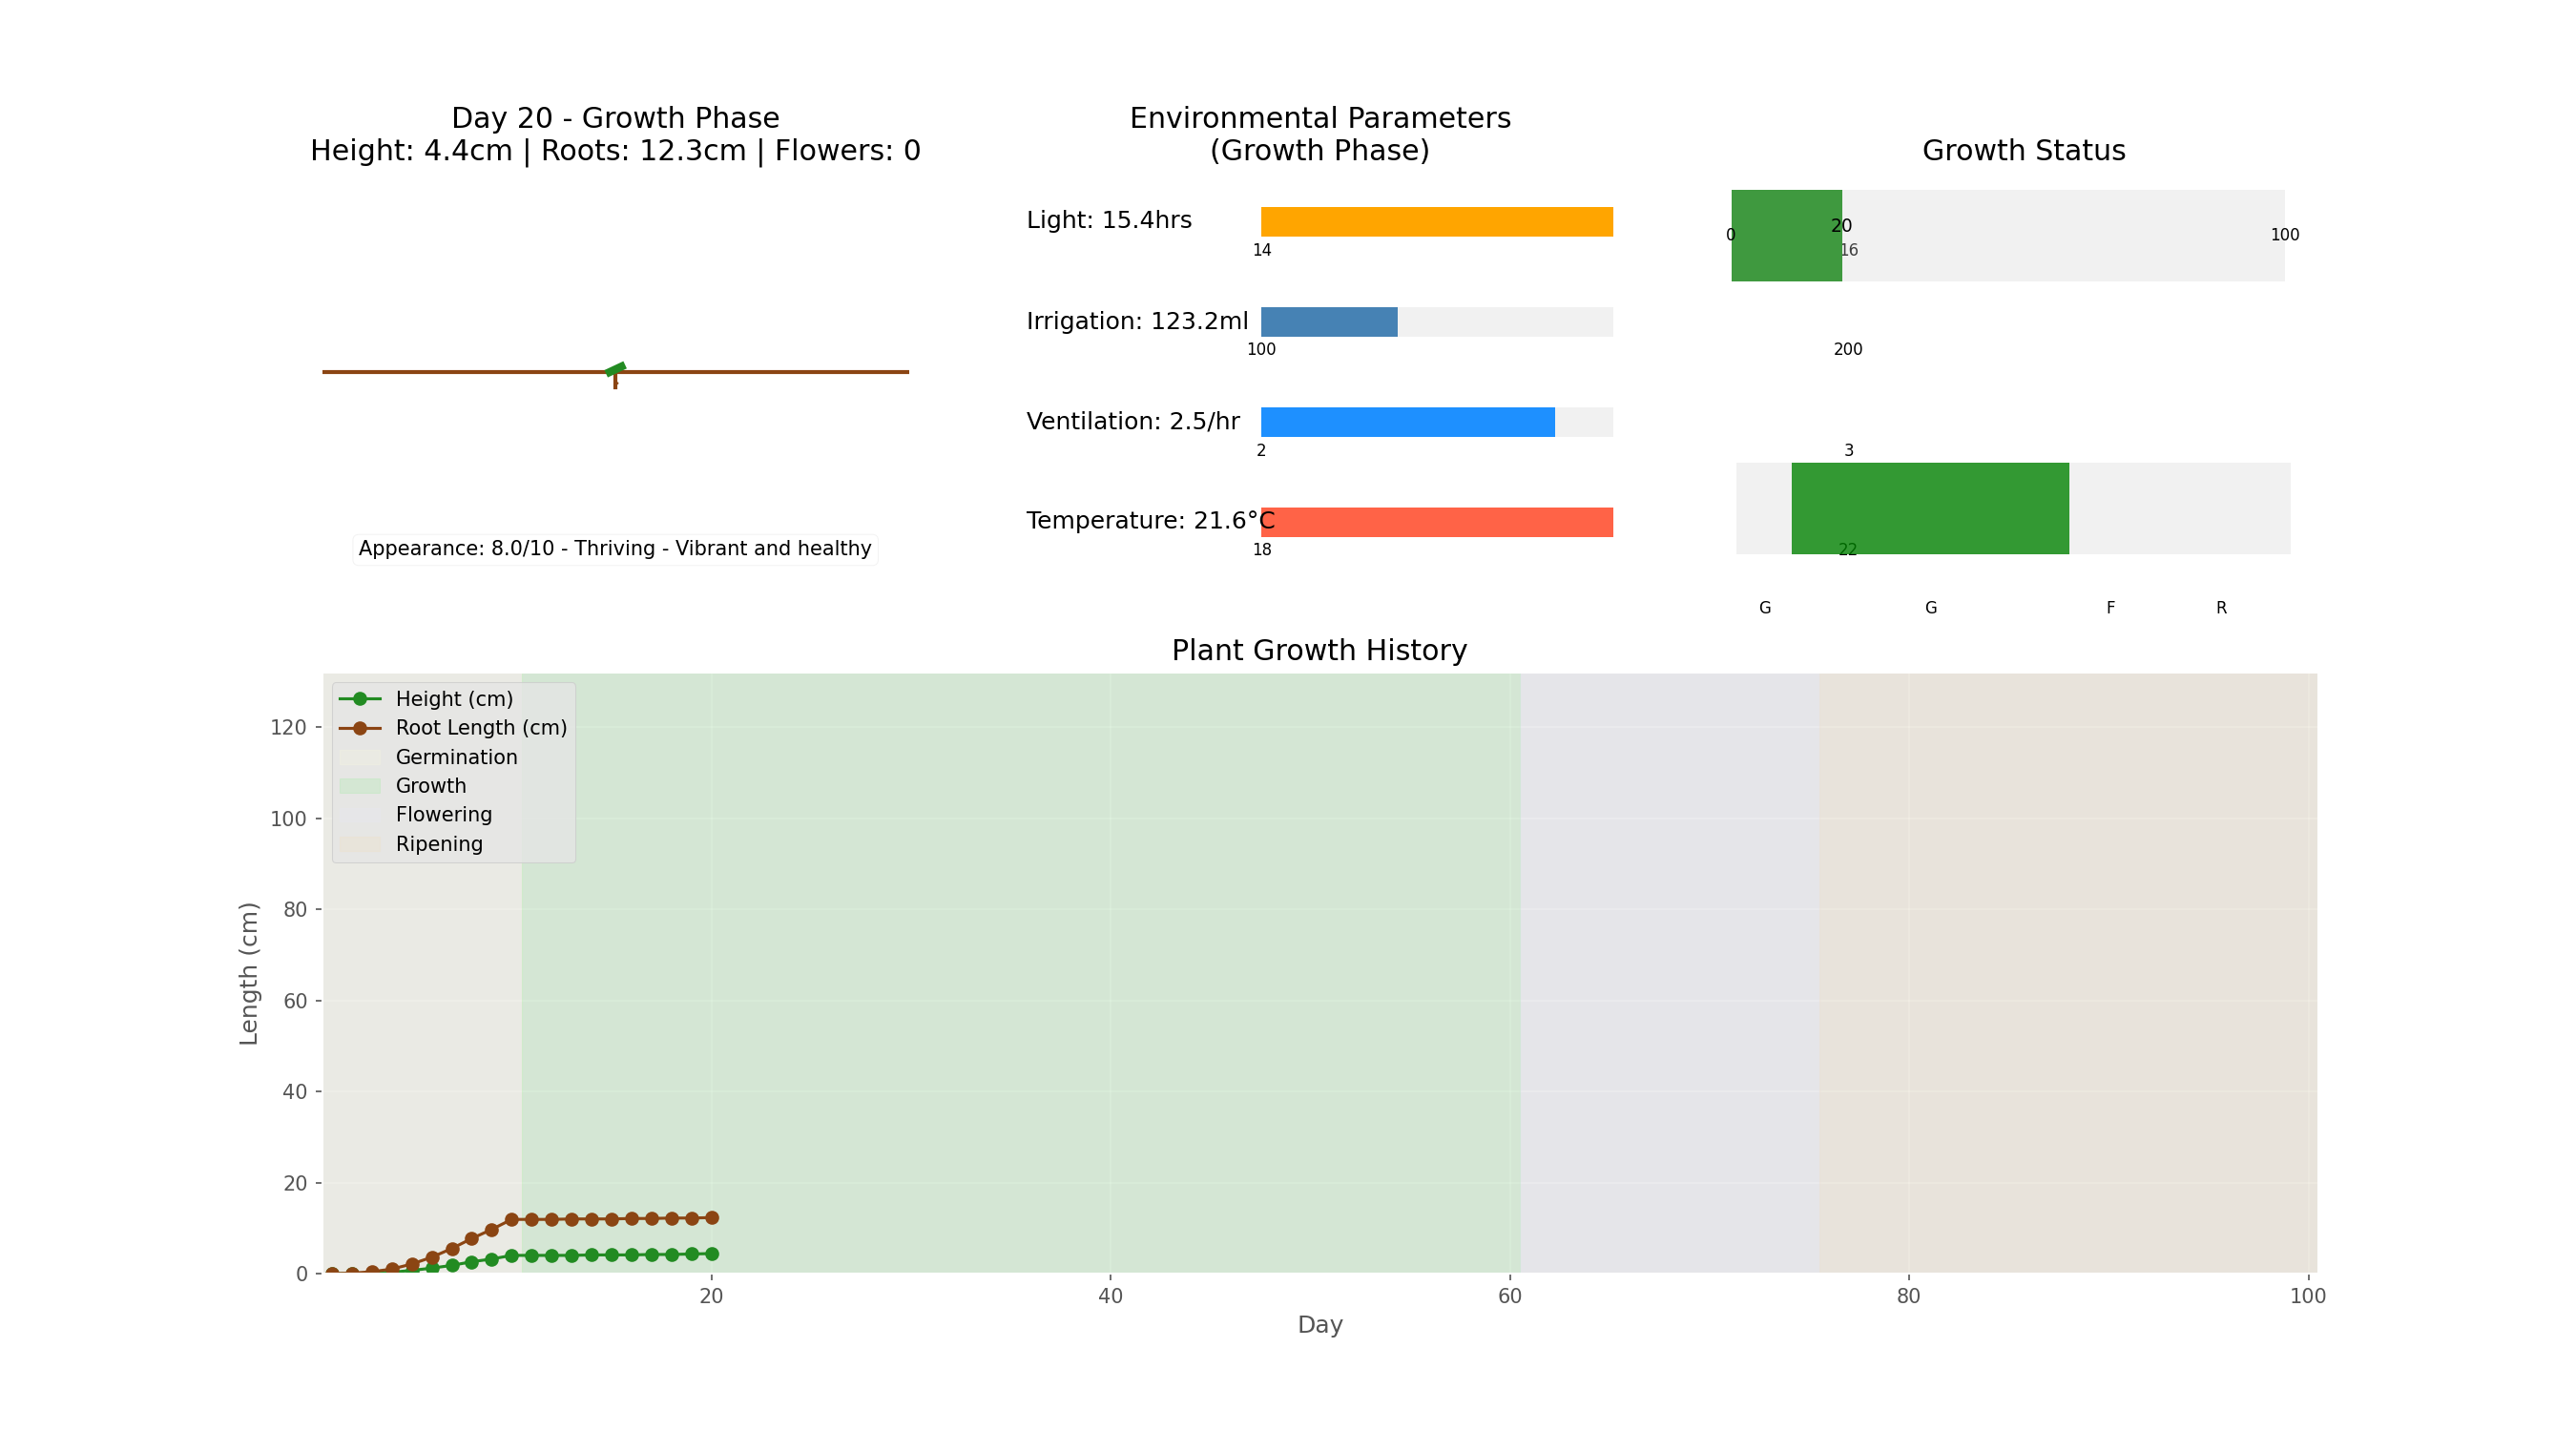 Day 20 - Growth Phase
Height: 4.4cm | Roots: 12.3cm | Flowers: 0
Appearance: 8.0/10 - Thriving - Vibrant and healthy
Environmental Parameters
(Growth Phase)
Light: 15.4hrs
14
16
Irrigation: 123.2ml
100
200
Ventilation: 2.5/hr
2
3
Temperature: 21.6°C
18
22
Growth Status
20
0
100
G
G
F
R
Plant Growth History
Height (cm)
Root Length (cm)
Germination
Growth
Flowering
Ripening
Length (cm)
120
100
80
60
40
20
0
20
40
60
80
100
Day